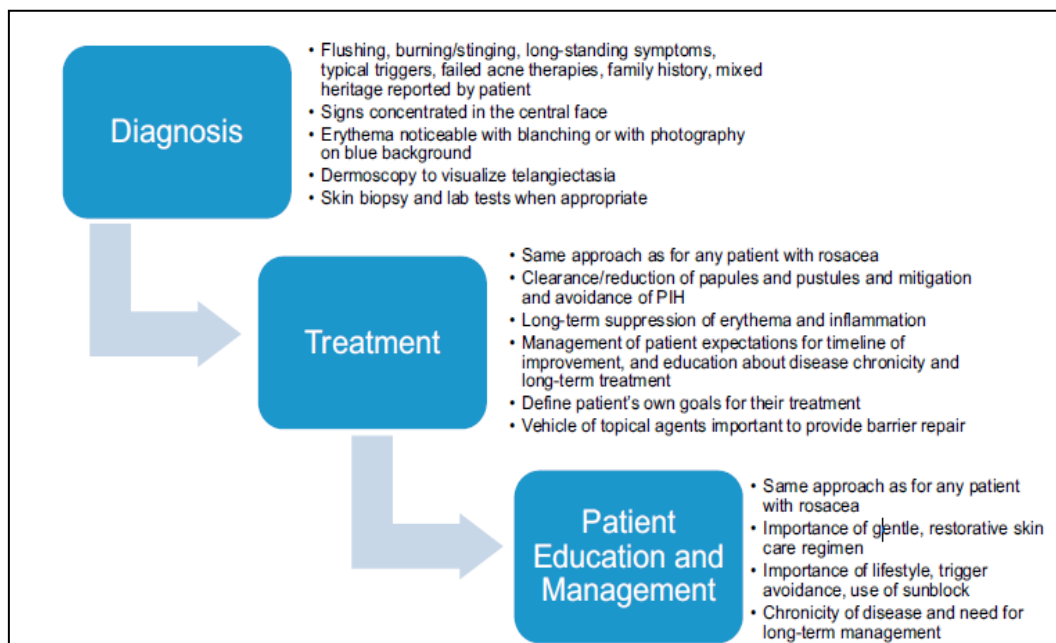 Diagnosis
• Flushing, burning/stinging, long-standing symptoms,
typical triggers, failed acne therapies, family history, mixed
heritage reported by patient
• Signs concentrated in the central face
• Erythema noticeable with blanching or with photography
on blue background
• Dermoscopy to visualize telangiectasia
• Skin biopsy and lab tests when appropriate
Treatment
• Same approach as for any patient with rosacea
• Clearance/reduction of papules and pustules and mitigation
and avoidance of PIH
• Long-term suppression of erythema and inflammation
• Management of patient expectations for timeline of
improvement, and education about disease chronicity and
long-term treatment
• Define patient's own goals for their treatment
• Vehicle of topical agents important to provide barrier repair
Patient
Education and
Management
• Same approach as for any patient
with rosacea
• Importance of gentle, restorative skin
care regimen
• Importance of lifestyle, trigger
avoidance, use of sunblock
• Chronicity of disease and need for
long-term management